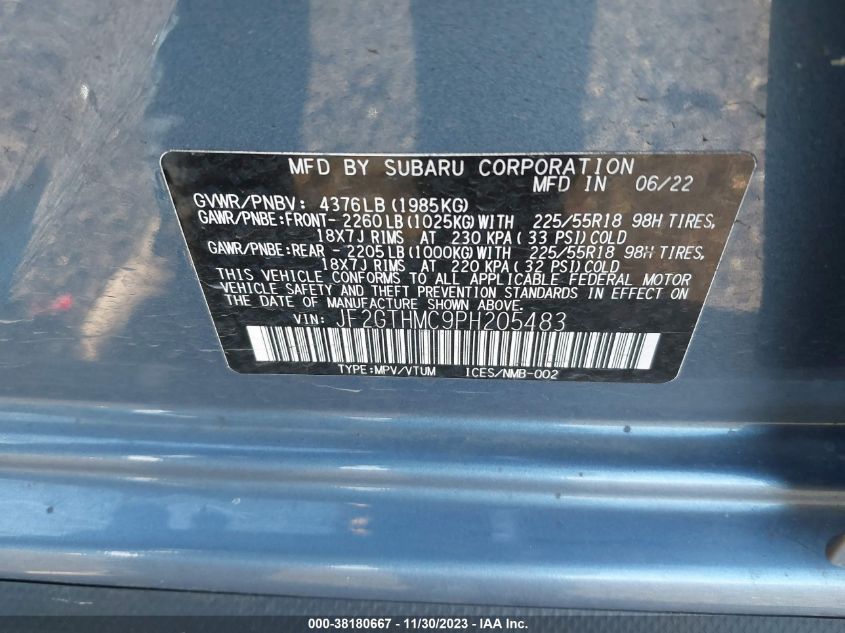 MFD BY SUBARU CORPORATION
MFD IN 06/22
GVWR/PNBV: 4376LB(1985KG)
GAWR/PNBE:FRONT-2260LB(1025KG)WITH 225/55R18 98H TIRES,
18X7J RIMS AT 230 KPA(33 PSI)COLD
GAWR/PNBE:REAR -2205LB(1000KG)WITH 225/55R18 98H TIRES,
18X7J RIMS AT 220 KPA(32 PSI)COLD
THIS VEHICLE CONFORMS TO ALL APPLICABLE FEDERAL MOTOR
VEHICLE SAFETY AND THEFT PREVENTION STANDARDS IN EFFECT ON
THE DATE OF MANUFACTURE SHOWN ABOVE.
VIN: JF2GTHMC9PH205483
TYPE:MPV/VTUM ICES/NMB-002
000-38180667 - 11/30/2023 - Copyright © 2023 IAA, Inc.